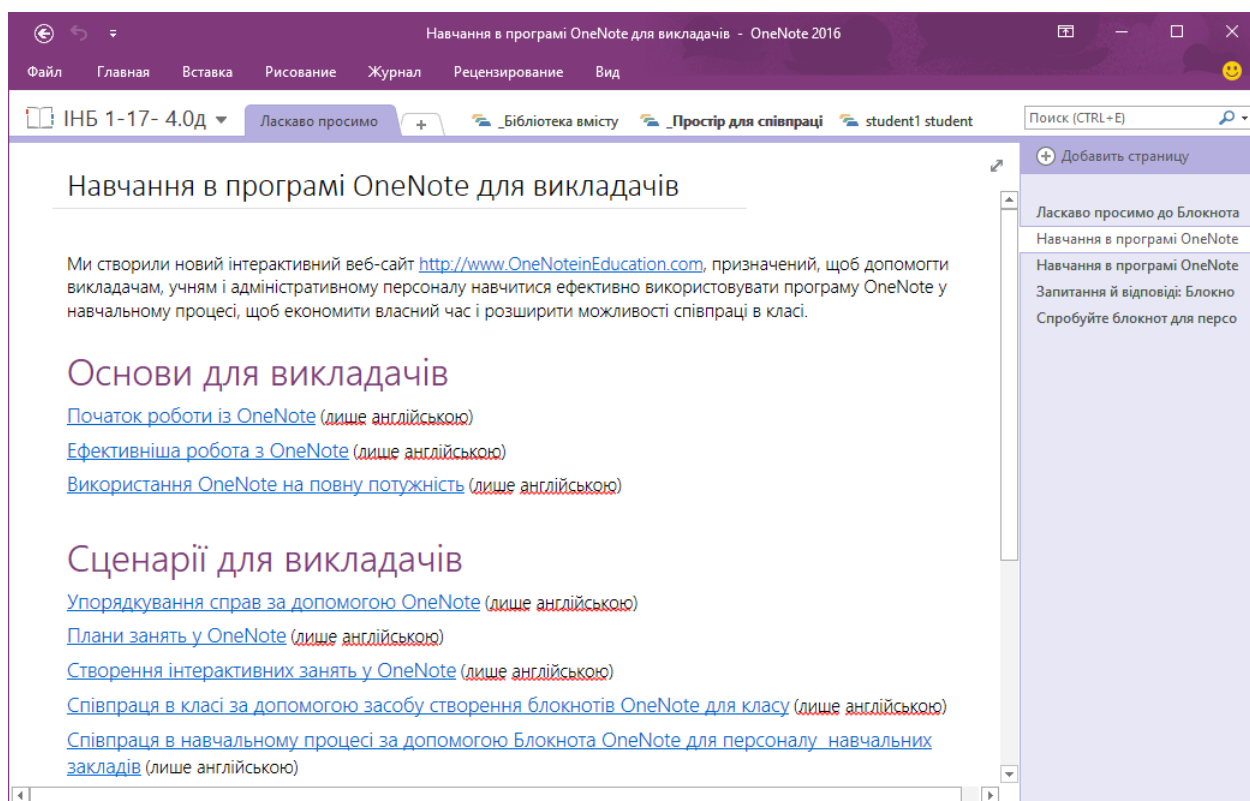 Навчання в програмі OneNote для викладачів - OneNote 2016
Файл Главная Вставка Рисование Журнал Рецензирование Вид
ІНБ 1-17- 4.0д Ласкаво просимо + _Бібліотека вмісту _Простір для співпраці student1 student
Поиск (CTRL+E)
Навчання в програмі OneNote для викладачів
Ми створили новий інтерактивний веб-сайт http://www.OneNoteinEducation.com, призначений, щоб допомогти
викладачам, учням і адміністративному персоналу навчитися ефективно використовувати програму OneNote у
навчальному процесі, щоб економити власний час і розширити можливості співпраці в класі.
Основи для викладачів
Початок роботи із OneNote (лише англійською)
Ефективніша робота з OneNote (лише англійською)
Використання OneNote на повну потужність (лише англійською)
Сценарії для викладачів
Упорядкування справ за допомогою OneNote (лише англійською)
Плани занять у OneNote (лише англійською)
Створення інтерактивних занять у OneNote (лише англійською)
Співпраця в класі за допомогою засобу створення блокнотів OneNote для класу (лише англійською)
Співпраця в навчальному процесі за допомогою Блокнота OneNote для персоналу навчальних
закладів (лише англійською)
Добавить страницу
Ласкаво просимо до Блокнота
Навчання в програмі OneNote
Навчання в програмі OneNote
Запитання й відповіді: Блокно
Спробуйте блокнот для персо